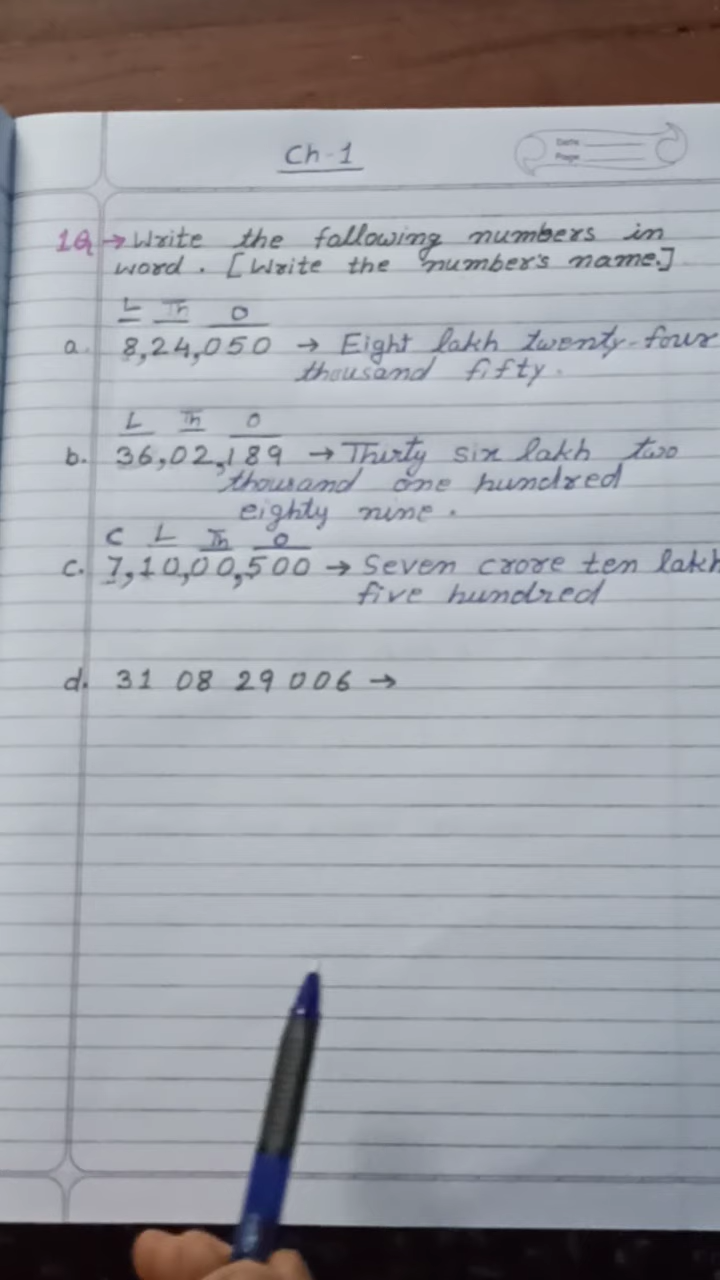 Ch-1
Date
Page
1Q → Write the following numbers in
word. [Write the number's name.]
L Th O
a. 8,24,050 → Eight lakh twenty-four
thousand fifty.
L Th O
b. 36,02,189 → Thirty six lakh two
thousand one hundred
eighty nine.
C L Th O
c. 7,10,00,500 → Seven crore ten lakh
five hundred
d. 31 08 29 006 →